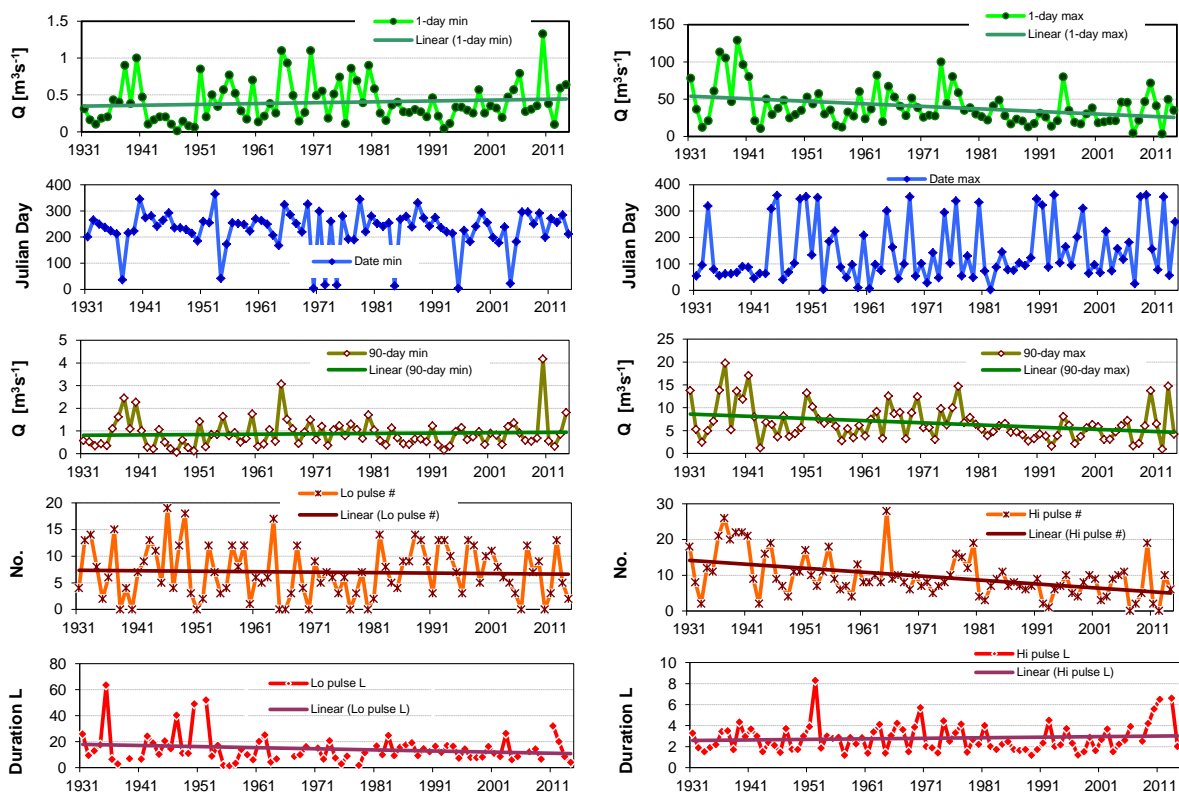 1.5
1
0.5
0
Q [m³s⁻¹]
1-day min
Linear (1-day min)
1931 1941 1951 1961 1971 1981 1991 2001 2011
150
100
50
0
Q [m³s⁻¹]
1-day max
Linear (1-day max)
1931 1941 1951 1961 1971 1981 1991 2001 2011
400
300
200
100
0
Julian Day
Date min
1931 1941 1951 1961 1971 1981 1991 2001 2011
400
300
200
100
0
Julian Day
Date max
1931 1941 1951 1961 1971 1981 1991 2001 2011
5
4
3
2
1
0
Q [m³s⁻¹]
90-day min
Linear (90-day min)
1931 1941 1951 1961 1971 1981 1991 2001 2011
25
20
15
10
5
0
Q [m³s⁻¹]
90-day max
Linear (90-day max)
1931 1941 1951 1961 1971 1981 1991 2001 2011
20
15
10
5
0
No.
Lo pulse #
Linear (Lo pulse #)
1931 1941 1951 1961 1971 1981 1991 2001 2011
30
20
10
0
No.
Hi pulse #
Linear (Hi pulse #)
1931 1941 1951 1961 1971 1981 1991 2001 2011
80
60
40
20
0
Duration L
Lo pulse L
Linear (Lo pulse L)
1931 1941 1951 1961 1971 1981 1991 2001 2011
10
8
6
4
2
0
Duration L
Hi pulse L
Linear (Hi pulse L)
1931 1941 1951 1961 1971 1981 1991 2001 2011